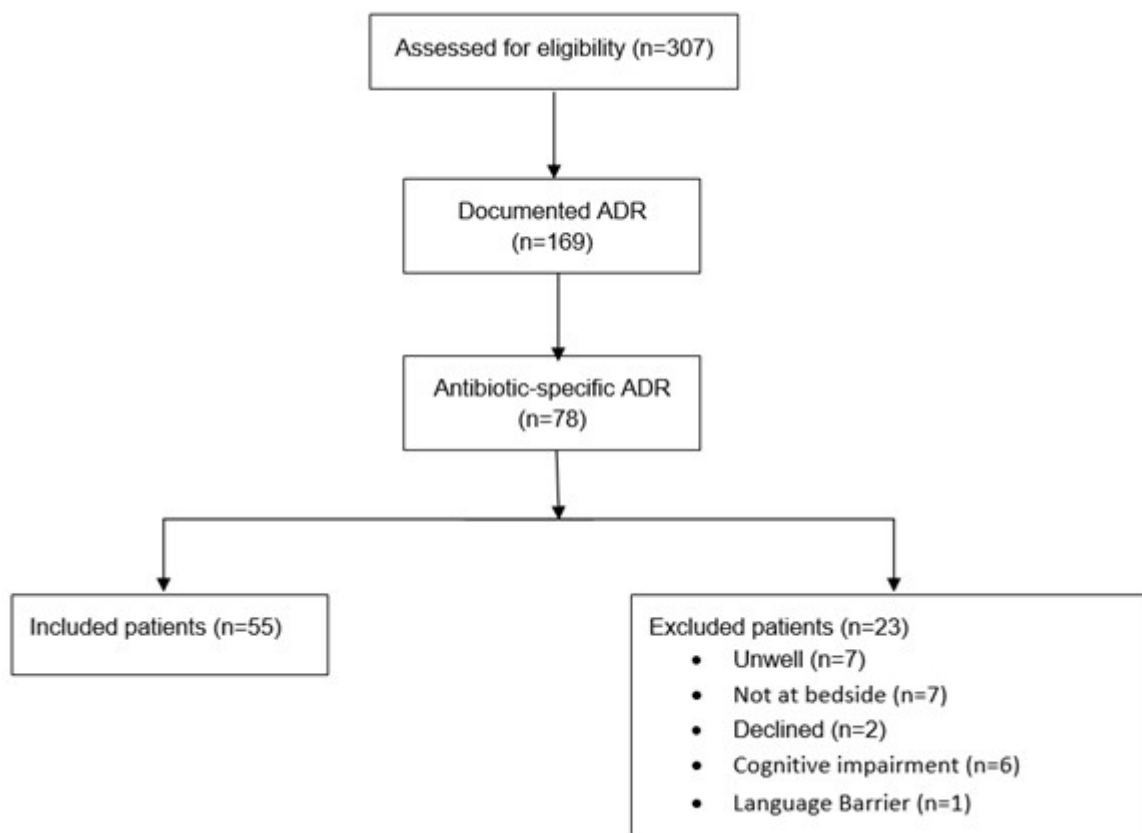 Assessed for eligibility (n=307)
Documented ADR
(n=169)
Antibiotic-specific ADR
(n=78)
Included patients (n=55)
Excluded patients (n=23)
• Unwell (n=7)
• Not at bedside (n=7)
• Declined (n=2)
• Cognitive impairment (n=6)
• Language Barrier (n=1)